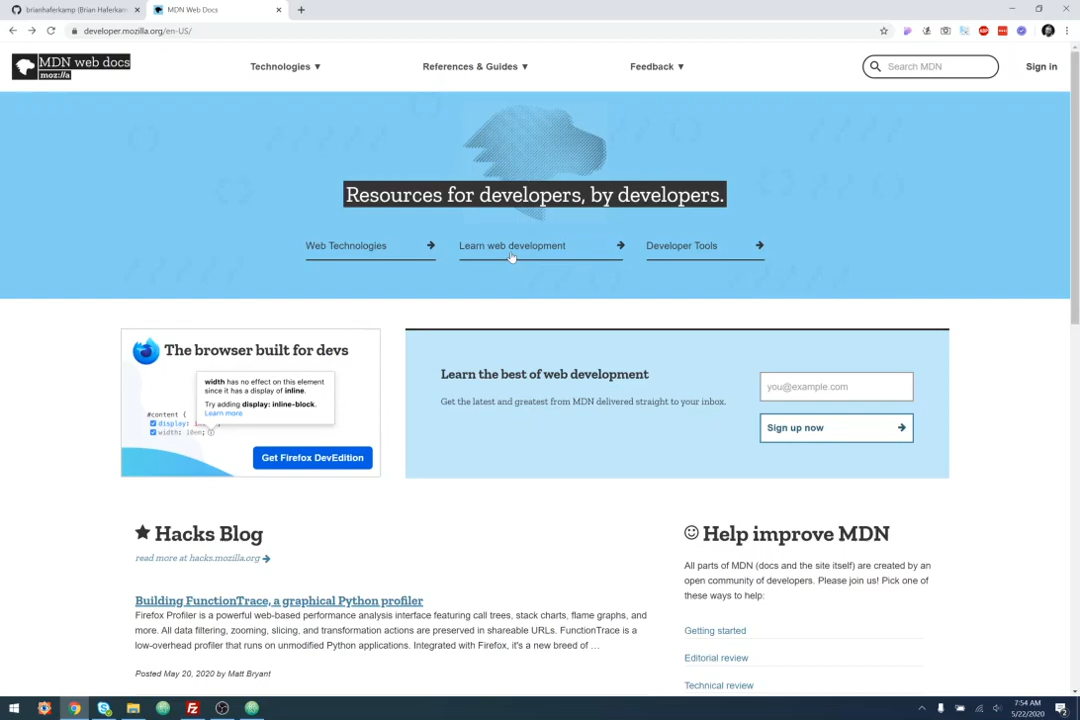 brianhaferkamp (Brian Haferkam
MDN Web Docs
developer.mozilla.org/en-US/
MDN web docs
moz://a
Technologies ▼
References & Guides ▼
Feedback ▼
Search MDN
Sign in
Resources for developers, by developers.
Web Technologies
Learn web development
Developer Tools
The browser built for devs
width has no effect on this element
since it has a display of inline.
Try adding display: inline-block.
Learn more
#content {
display:
width:
Get Firefox DevEdition
Learn the best of web development
Get the latest and greatest from MDN delivered straight to your inbox.
you@example.com
Sign up now
Hacks Blog
read more at hacks.mozilla.org
Building FunctionTrace, a graphical Python profiler
Firefox Profiler is a powerful web-based performance analysis interface featuring call trees, stack charts, flame graphs, and
more. All data filtering, zooming, slicing, and transformation actions are preserved in shareable URLs. FunctionTrace is a
low-overhead profiler that runs on unmodified Python applications. Integrated with Firefox, it's a new breed of …
Posted May 20, 2020 by Matt Bryant
Help improve MDN
All parts of MDN (docs and the site itself) are created by an
open community of developers. Please join us! Pick one of
these ways to help:
Getting started
Editorial review
Technical review
7:54 AM
5/22/2020